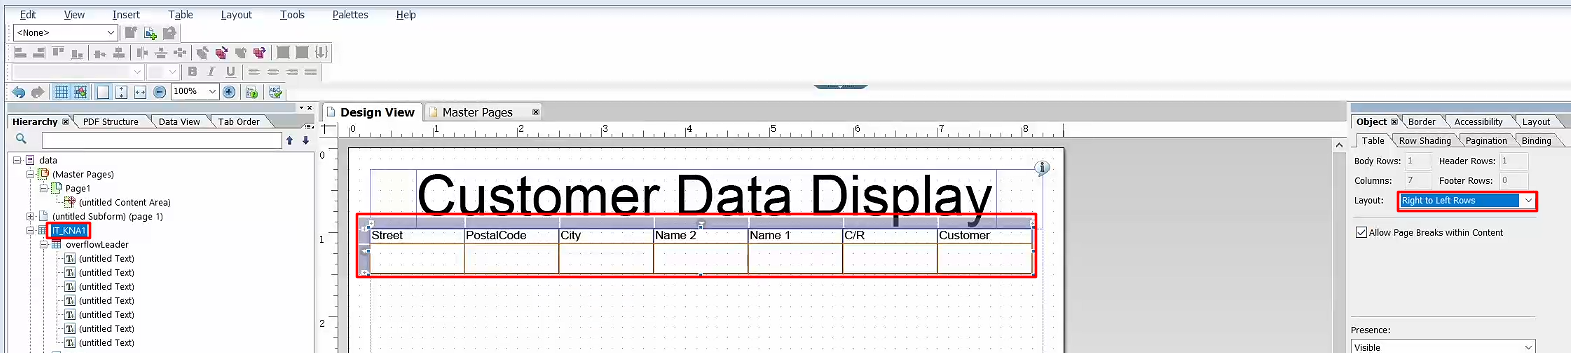 Edit View Insert Table Layout Tools Palettes Help
<None>
B I U
100%
Hierarchy PDF Structure Data View Tab Order
data
(Master Pages)
Page1
(untitled Content Area)
(untitled Subform) (page 1)
IT_KNA1
overflowLeader
(untitled Text)
(untitled Text)
(untitled Text)
(untitled Text)
(untitled Text)
(untitled Text)
(untitled Text)
Design View Master Pages
0 1 2 3 4 5 6 7 8
0
1
2
Customer Data Display
Street PostalCode City Name 2 Name 1 C/R Customer
Object Border Accessibility Layout
Table Row Shading Pagination Binding
Body Rows: 1 Header Rows: 1
Columns: 7 Footer Rows: 0
Layout: Right to Left Rows
Allow Page Breaks within Content
Presence:
Visible